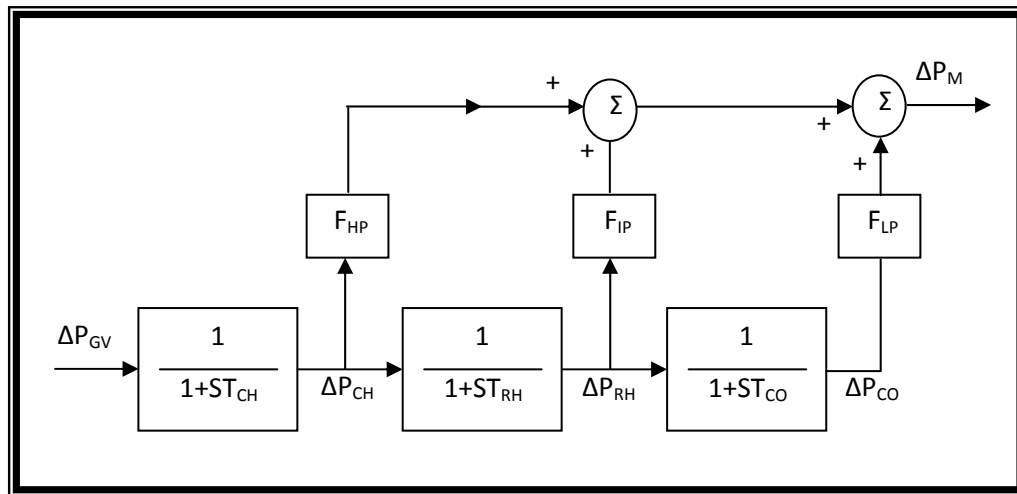 ΔP_M
+
Σ
Σ
+
+
+
F_HP
F_IP
F_LP
ΔP_GV
1
1
1
1+ST_CH
ΔP_CH
1+ST_RH
ΔP_RH
1+ST_CO
ΔP_CO